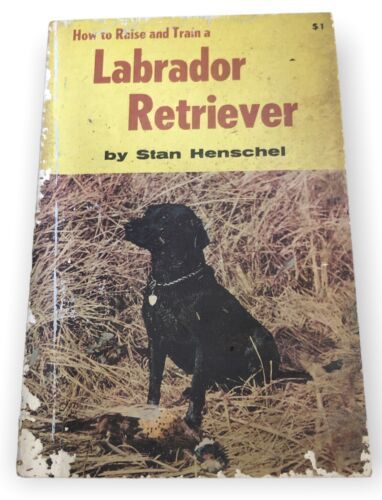 How to Raise and Train a
$1
Labrador
Retriever
by Stan Henschel